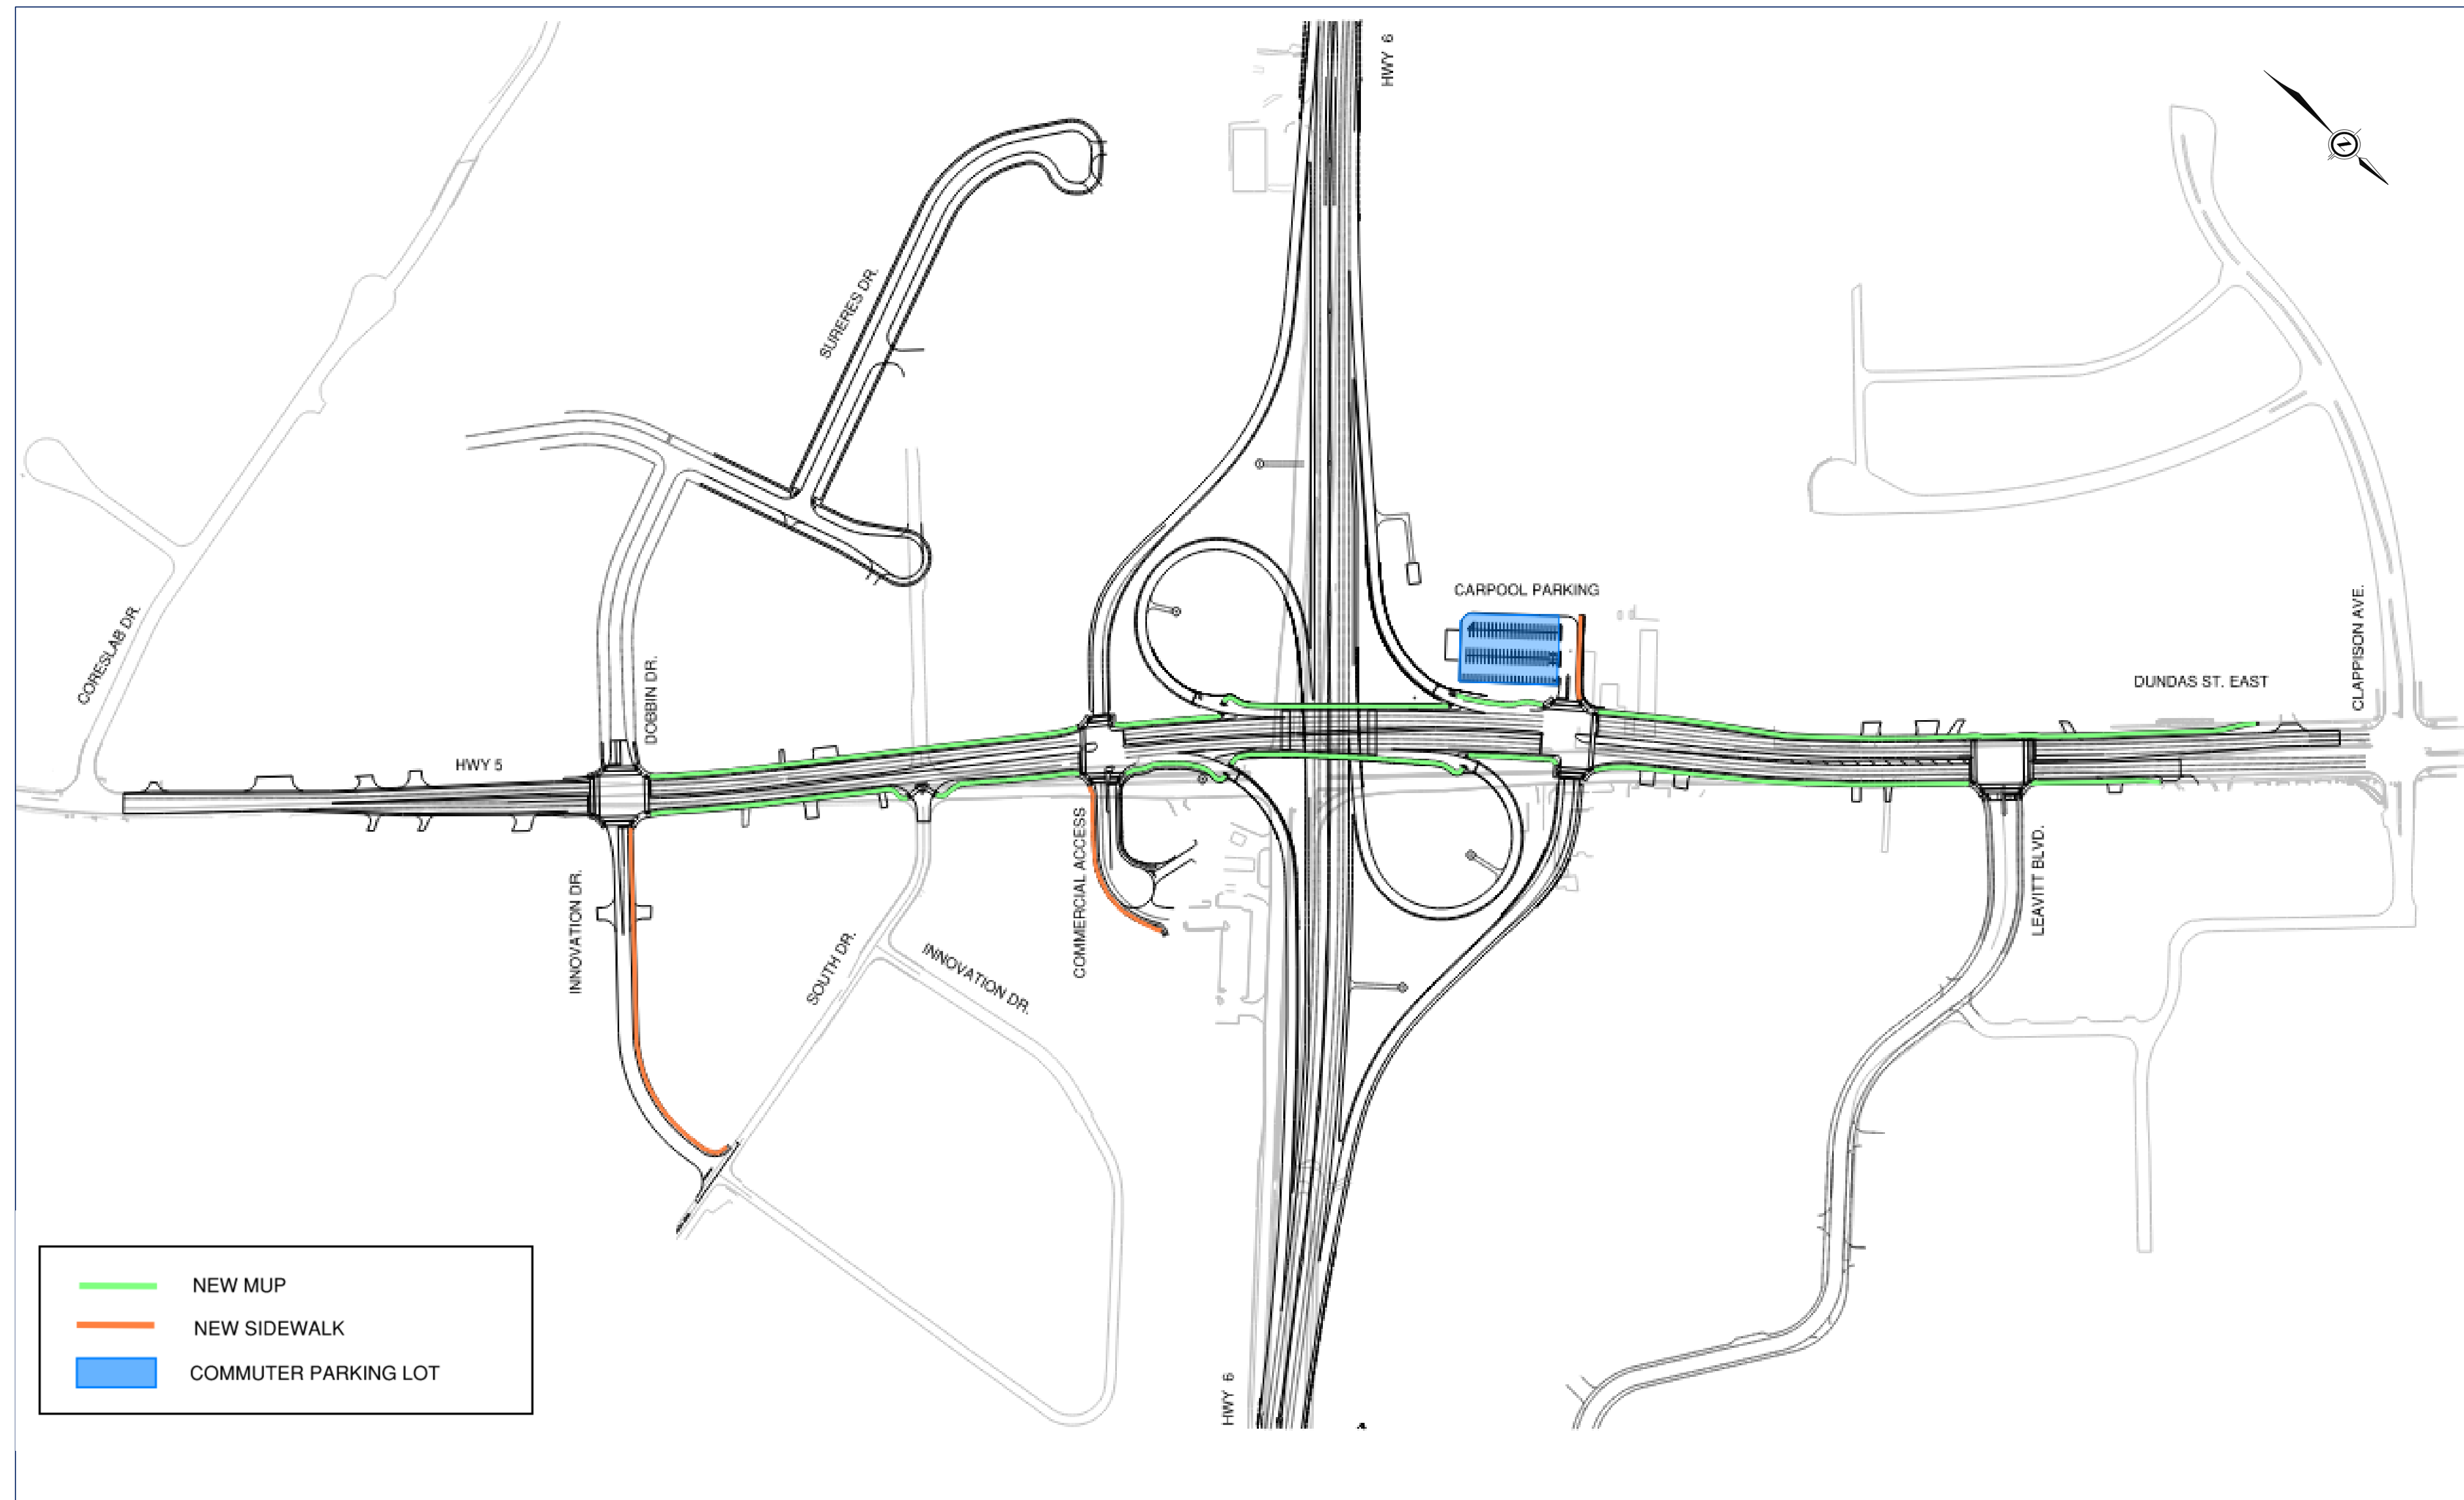 HWY 6
SURERES DR.
CARPOOL PARKING
CORESLAB DR.
DOBBIN DR.
CLAPPISON AVE.
DUNDAS ST. EAST
HWY 5
INNOVATION DR.
COMMERCIAL ACCESS
LEAVITT BLVD.
SOUTH DR.
INNOVATION DR.
HWY 6
NEW MUP
NEW SIDEWALK
COMMUTER PARKING LOT
Z